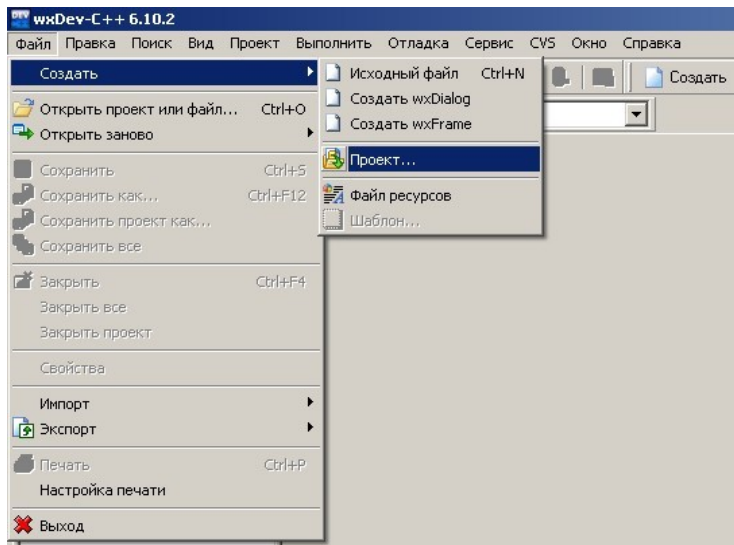 wxDev-C++ 6.10.2
Файл Правка Поиск Вид Проект Выполнить Отладка Сервис CVS Окно Справка
Создать
Открыть проект или файл... Ctrl+O
Открыть заново
Сохранить Ctrl+S
Сохранить как... Ctrl+F12
Сохранить проект как...
Сохранить все
Закрыть Ctrl+F4
Закрыть все
Закрыть проект
Свойства
Импорт
Экспорт
Печать Ctrl+P
Настройка печати
Выход
Исходный файл Ctrl+N
Создать wxDialog
Создать wxFrame
Проект...
Файл ресурсов
Шаблон...
Создать